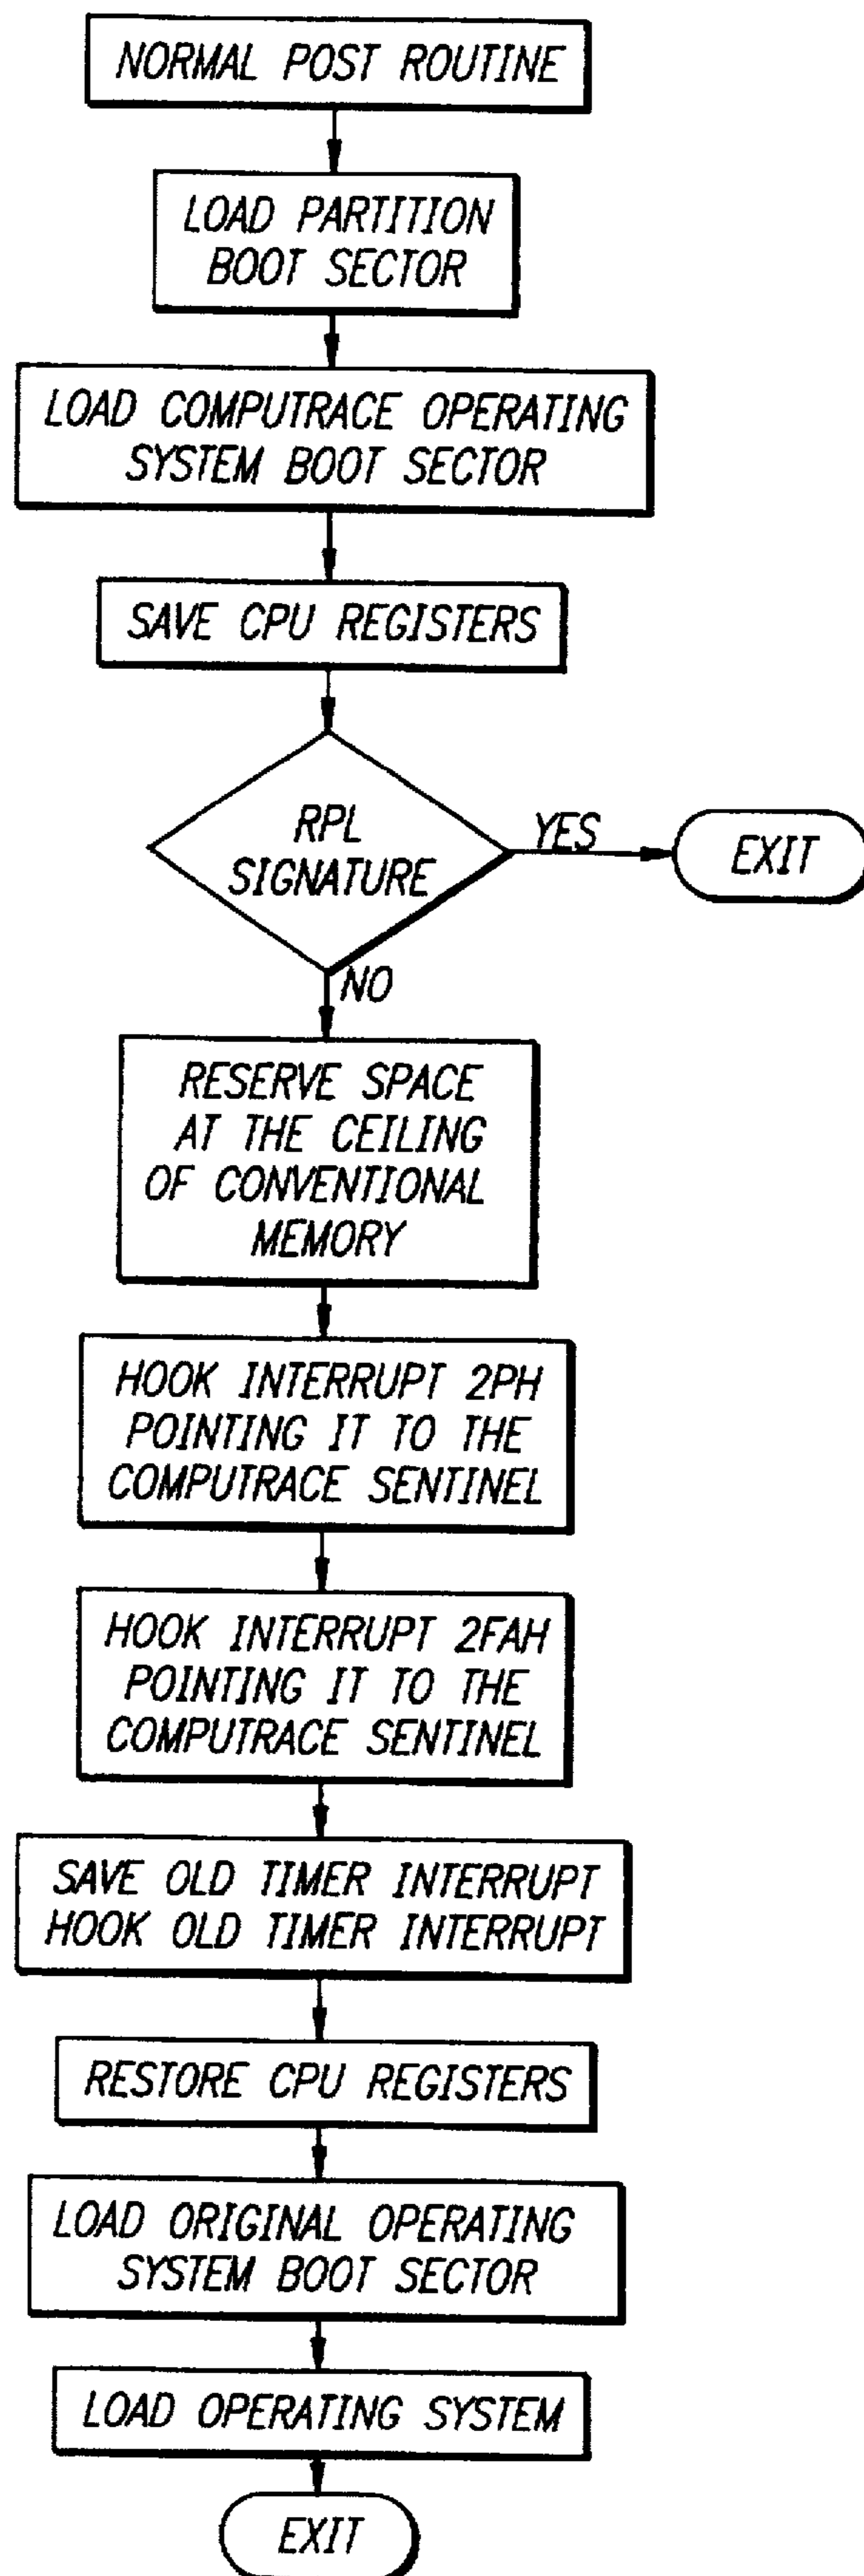 NORMAL POST ROUTINE
LOAD PARTITION
BOOT SECTOR
LOAD COMPUTRACE OPERATING
SYSTEM BOOT SECTOR
SAVE CPU REGISTERS
RPL
SIGNATURE
YES
EXIT
NO
RESERVE SPACE
AT THE CEILING
OF CONVENTIONAL
MEMORY
HOOK INTERRUPT 2PH
POINTING IT TO THE
COMPUTRACE SENTINEL
HOOK INTERRUPT 2FAH
POINTING IT TO THE
COMPUTRACE SENTINEL
SAVE OLD TIMER INTERRUPT
HOOK OLD TIMER INTERRUPT
RESTORE CPU REGISTERS
LOAD ORIGINAL OPERATING
SYSTEM BOOT SECTOR
LOAD OPERATING SYSTEM
EXIT